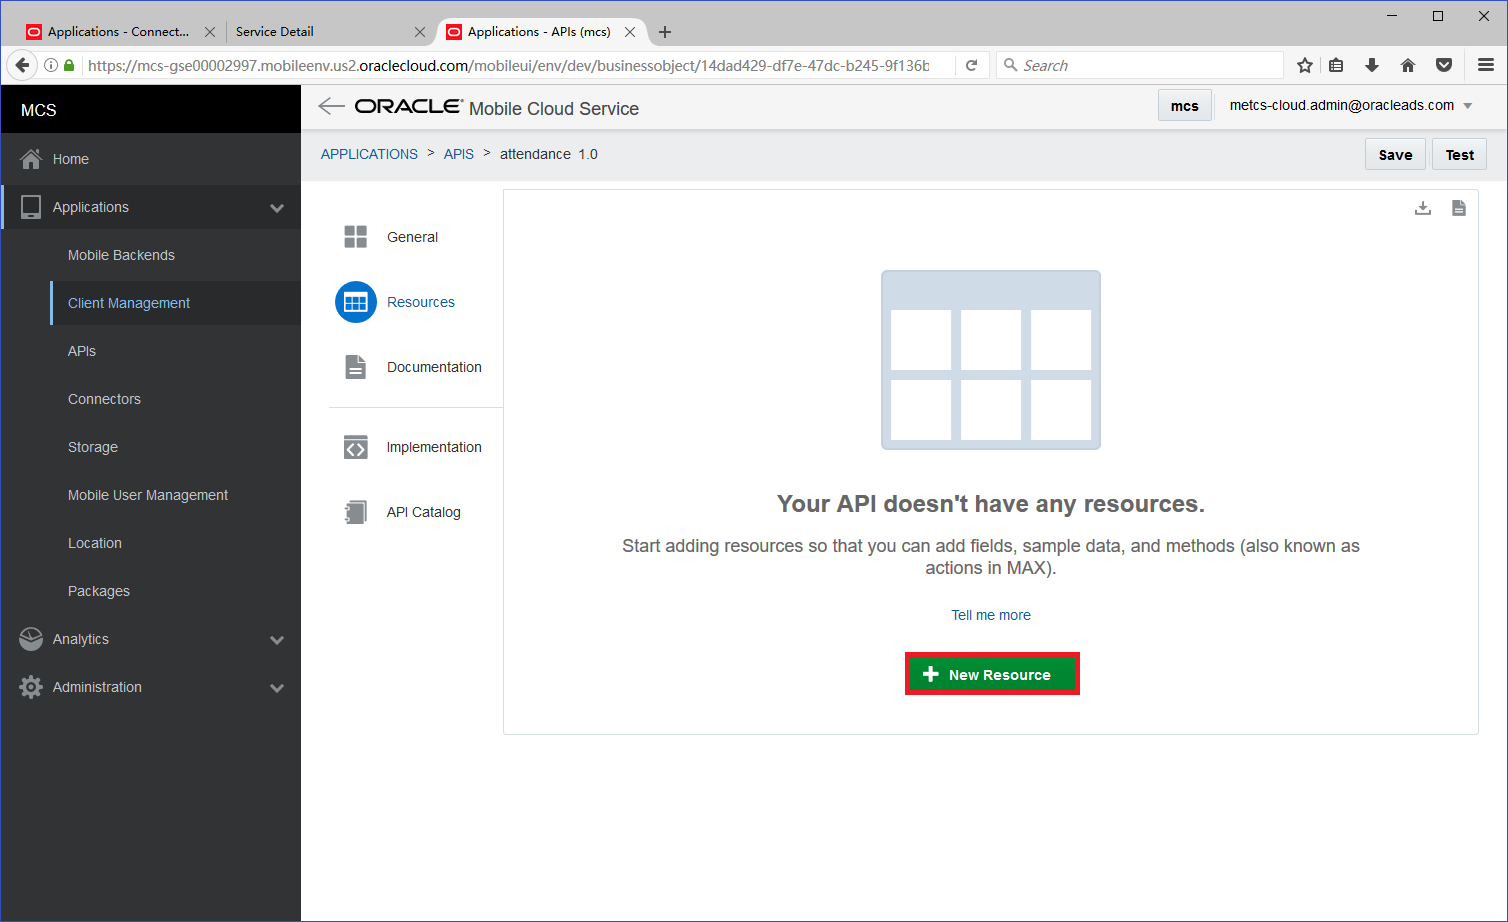 Applications - Connect...
Service Detail
Applications - APIs (mcs)
https://mcs-gse00002997.mobileenv.us2.oraclecloud.com/mobileui/env/dev/businessobject/14dad429-df7e-47dc-b245-9f136b
Search
MCS
ORACLE Mobile Cloud Service
mcs
metcs-cloud.admin@oracleads.com
APPLICATIONS > APIS > attendance 1.0
Save
Test
Home
Applications
Mobile Backends
Client Management
APIs
Connectors
Storage
Mobile User Management
Location
Packages
Analytics
Administration
General
Resources
Documentation
Implementation
API Catalog
Your API doesn't have any resources.
Start adding resources so that you can add fields, sample data, and methods (also known as
actions in MAX).
Tell me more
New Resource